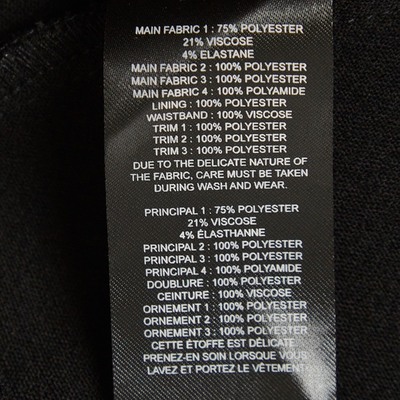 MAIN FABRIC 1 : 75% POLYESTER
21% VISCOSE
4% ELASTANE
MAIN FABRIC 2 : 100% POLYESTER
MAIN FABRIC 3 : 100% POLYESTER
MAIN FABRIC 4 : 100% POLYAMIDE
LINING : 100% POLYESTER
WAISTBAND : 100% VISCOSE
TRIM 1 : 100% POLYESTER
TRIM 2 : 100% POLYESTER
TRIM 3 : 100% POLYESTER
DUE TO THE DELICATE NATURE OF
THE FABRIC, CARE MUST BE TAKEN
DURING WASH AND WEAR.
PRINCIPAL 1 : 75% POLYESTER
21% VISCOSE
4% ÉLASTHANNE
PRINCIPAL 2 : 100% POLYESTER
PRINCIPAL 3 : 100% POLYESTER
PRINCIPAL 4 : 100% POLYAMIDE
DOUBLURE : 100% POLYESTER
CEINTURE : 100% VISCOSE
ORNEMENT 1 : 100% POLYESTER
ORNEMENT 2 : 100% POLYESTER
ORNEMENT 3 : 100% POLYESTER
CETTE ÉTOFFE EST DÉLICATE.
PRENEZ-EN SOIN LORSQUE VOUS
LAVEZ ET PORTEZ LE VÊTEMENT